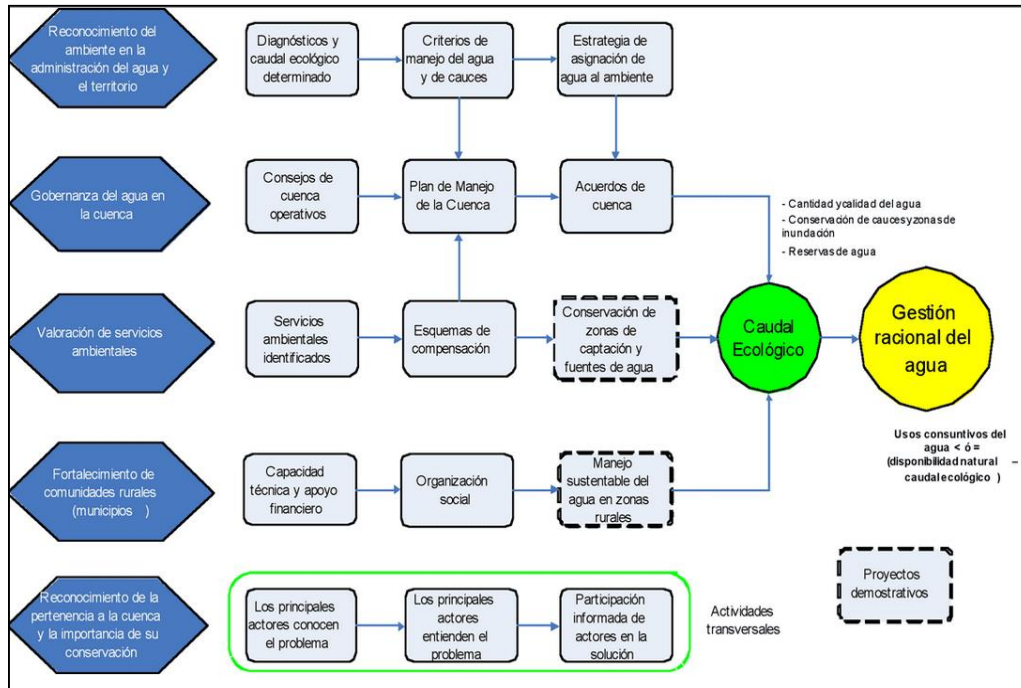 Reconocimiento
del ambiente en la
administración del agua y
el territorio
Diagnósticos y
caudal ecológico
determinado
Criterios de
manejo del agua
y de cauces
Estrategia de
asignación de
agua al ambiente
Gobernanza del agua en
la cuenca
Consejos de
cuenca
operativos
Plan de Manejo
de la Cuenca
Acuerdos de
cuenca
- Cantidad ycalidad del agua
- Conservación de caucesyzonas de
inundación
- Reservas de agua
Valoración de servicios
ambientales
Servicios
ambientales
identificados
Esquemas de
compensación
Conservación de
zonas de
captación y
fuentes de agua
Caudal
Ecológico
Gestión
racional del
agua
Usos consuntivos del
agua < ó =
(disponibilidad natural –
caudal ecológico )
Fortalecimiento de
comunidades rurales
(municipios )
Capacidad
técnica y apoyo
financiero
Organización
social
Manejo
sustentable del
agua en zonas
rurales
Reconocimiento de la
pertenencia a la cuenca
y la importancia de su
conservación
Los principales
actores conocen
el problema
Los principales
actores
entienden el
problema
Participación
informada de
actores en la
solución
Actividades
transversales
Proyectos
demostrativos